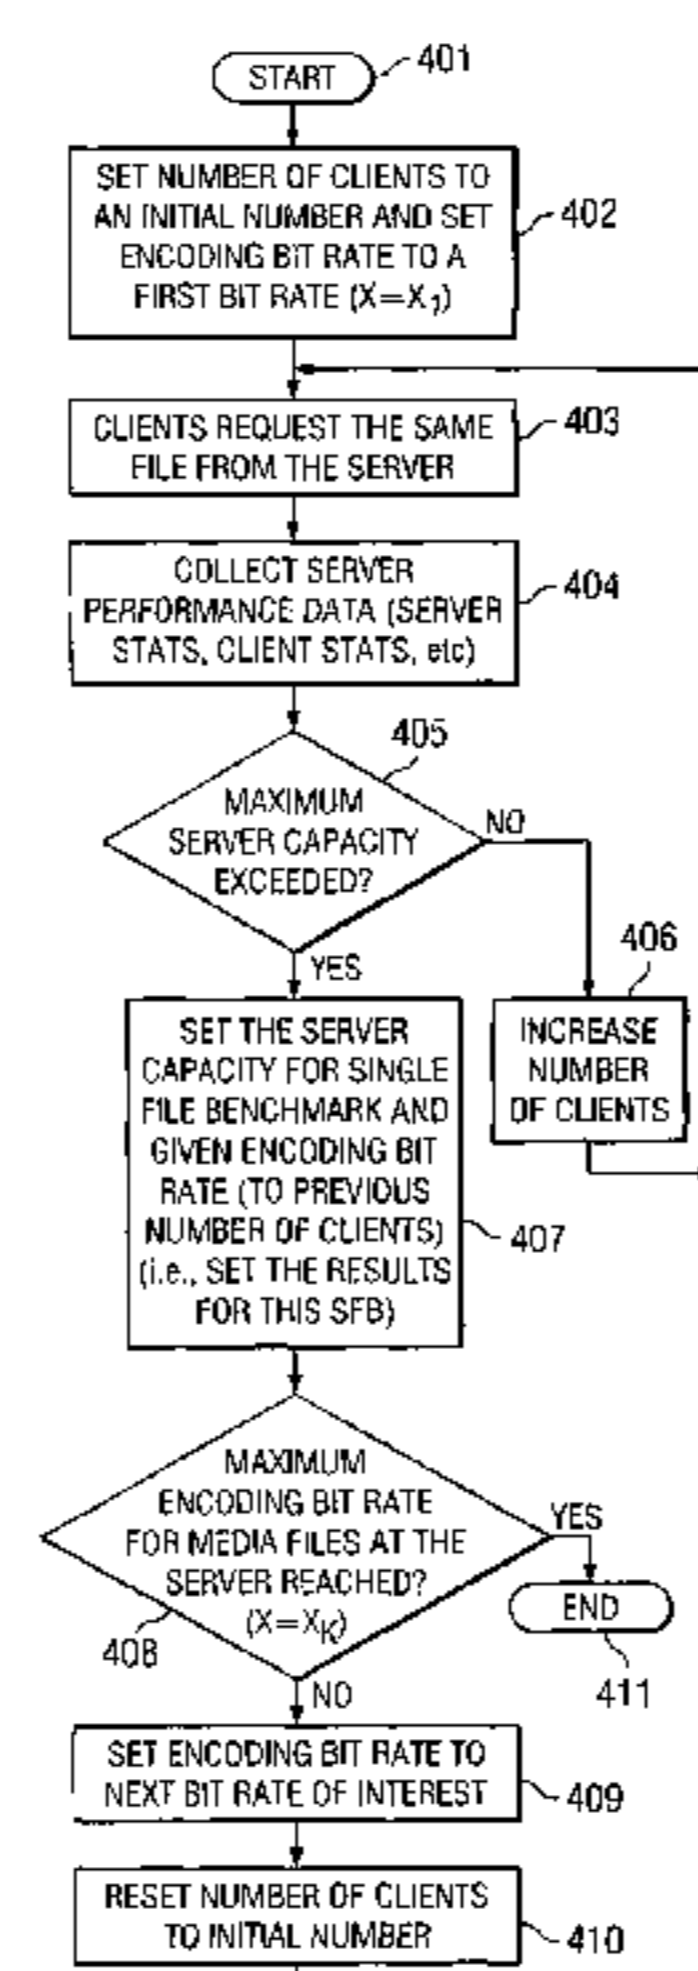 START
401
SET NUMBER OF CLIENTS TO
AN INITIAL NUMBER AND SET
ENCODING BIT RATE TO A
FIRST BIT RATE (X=X1)
402
CLIENTS REQUEST THE SAME
FILE FROM THE SERVER
403
COLLECT SERVER
PERFORMANCE DATA (SERVER
STATS, CLIENT STATS, etc)
404
405
MAXIMUM
SERVER CAPACITY
EXCEEDED?
NO
YES
406
INCREASE
NUMBER
OF CLIENTS
SET THE SERVER
CAPACITY FOR SINGLE
FILE BENCHMARK AND
GIVEN ENCODING BIT
RATE (TO PREVIOUS
NUMBER OF CLIENTS)
(i.e., SET THE RESULTS
FOR THIS SFB)
407
MAXIMUM
ENCODING BIT RATE
FOR MEDIA FILES AT THE
SERVER REACHED?
(X=XK)
408
YES
END
411
NO
SET ENCODING BIT RATE TO
NEXT BIT RATE OF INTEREST
409
RESET NUMBER OF CLIENTS
TO INITIAL NUMBER
410